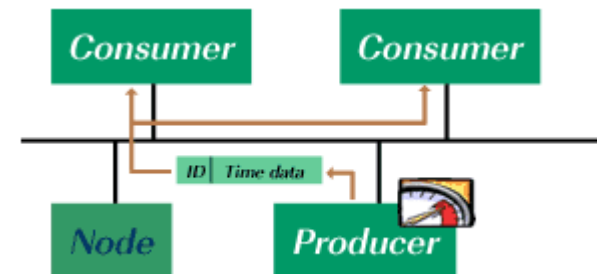 Consumer
Consumer
ID Time data
Node
Producer